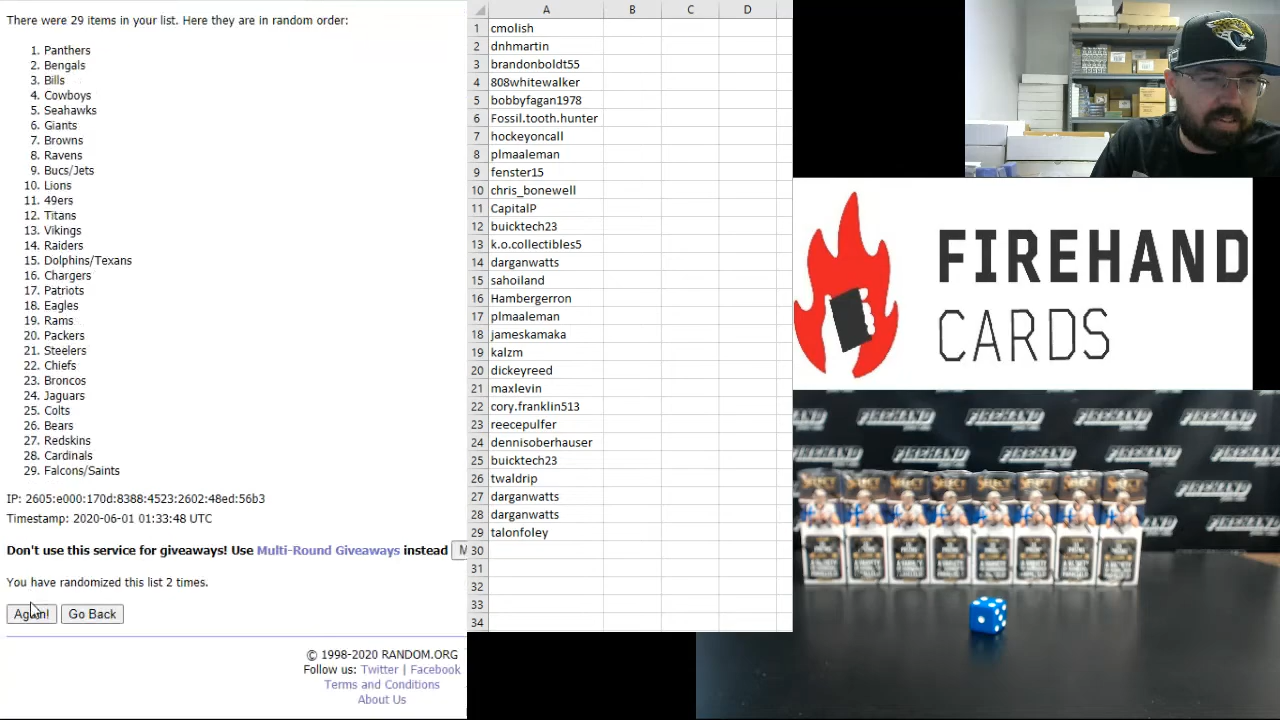 There were 29 items in your list. Here they are in random order:
1. Panthers
2. Bengals
3. Bills
4. Cowboys
5. Seahawks
6. Giants
7. Browns
8. Ravens
9. Bucs/Jets
10. Lions
11. 49ers
12. Titans
13. Vikings
14. Raiders
15. Dolphins/Texans
16. Chargers
17. Patriots
18. Eagles
19. Rams
20. Packers
21. Steelers
22. Chiefs
23. Broncos
24. Jaguars
25. Colts
26. Bears
27. Redskins
28. Cardinals
29. Falcons/Saints
IP: 2605:e000:170d:8388:4523:2602:48ed:56b3
Timestamp: 2020-06-01 01:33:48 UTC
Don't use this service for giveaways! Use Multi-Round Giveaways instead
You have randomized this list 2 times.
Again! Go Back
© 1998-2020 RANDOM.ORG
Follow us: Twitter | Facebook
Terms and Conditions
About Us
A B C D
1 cmolish
2 dnhmartin
3 brandonboldt55
4 808whitewalker
5 bobbyfagan1978
6 Fossil.tooth.hunter
7 hockeyoncall
8 plmaaleman
9 fenster15
10 chris_bonewell
11 CapitalP
12 buicktech23
13 k.o.collectibles5
14 darganwatts
15 sahoiland
16 Hambergerron
17 plmaaleman
18 jameskamaka
19 kalzm
20 dickeyreed
21 maxlevin
22 cory.franklin513
23 reecepulfer
24 dennisoberhauser
25 buicktech23
26 twaldrip
27 darganwatts
28 darganwatts
29 talonfoley
30
31
32
33
34
FIREHAND
CARDS
FIREHAND FIREHAND FIREHAND FIREHAND
SELECT